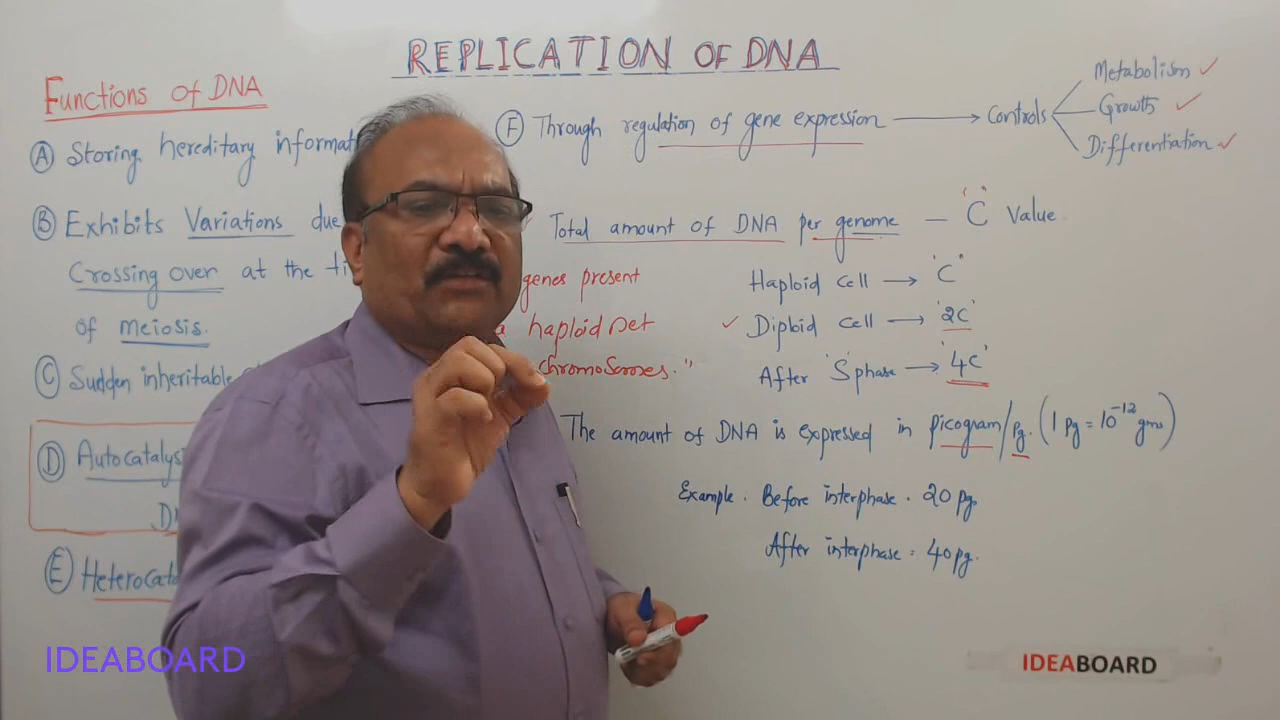 REPLICATION OF DNA
Functions of DNA
(A) Storing hereditary informat
(B) Exhibits Variations due
Crossing over at the ti
of meiosis.
(C) Sudden inheritable
(D) Autocatalys
(E) Heterocata
(F) Through regulation of gene expression → Controls
Metabolism ✓
Growth ✓
Differentiation ✓
Total amount of DNA per genome — "C" Value
genes present
a haploid set
chromosomes."
Haploid cell → "C"
✓ Diploid cell → '2C'
After 'S' phase → '4C'
The amount of DNA is expressed in picogram/pg. (1 pg = 10⁻¹² gms)
Example. Before interphase. 20 pg.
After interphase = 40 pg.
IDEABOARD
IDEABOARD